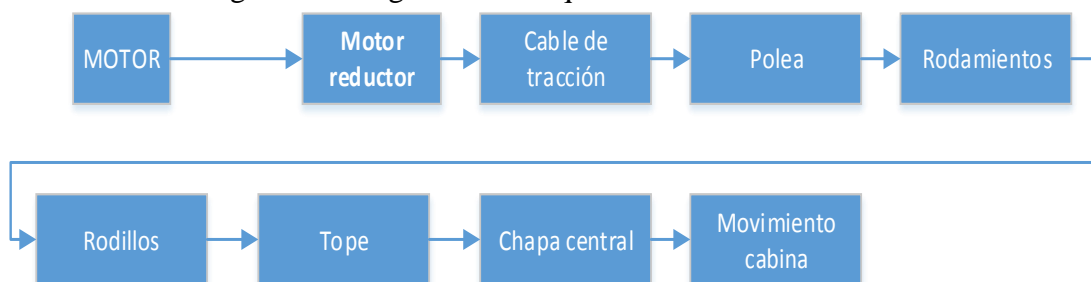 MOTOR
Motor
reductor
Cable de
tracción
Polea
Rodamientos
Rodillos
Tope
Chapa central
Movimiento
cabina